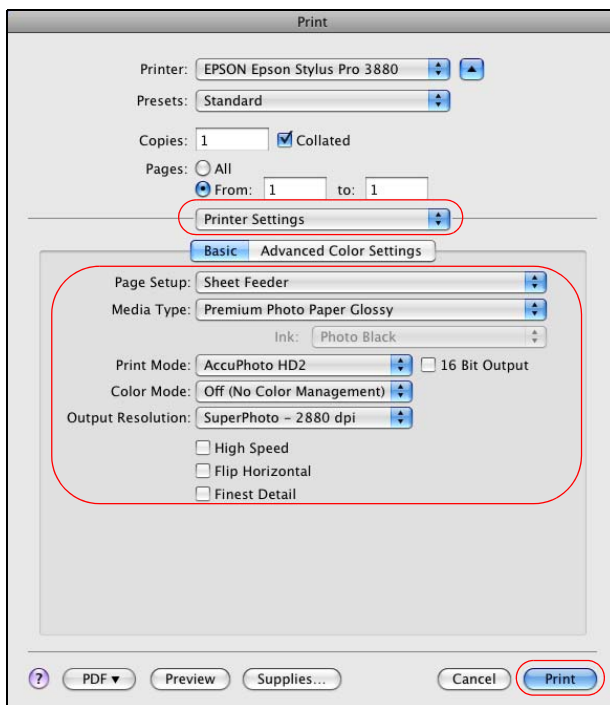 Print
Printer: EPSON Epson Stylus Pro 3880
Presets: Standard
Copies: 1 Collated
Pages: All
From: 1 to: 1
Printer Settings
Basic Advanced Color Settings
Page Setup: Sheet Feeder
Media Type: Premium Photo Paper Glossy
Ink: Photo Black
Print Mode: AccuPhoto HD2 16 Bit Output
Color Mode: Off (No Color Management)
Output Resolution: SuperPhoto – 2880 dpi
High Speed
Flip Horizontal
Finest Detail
? PDF ▼ Preview Supplies... Cancel Print